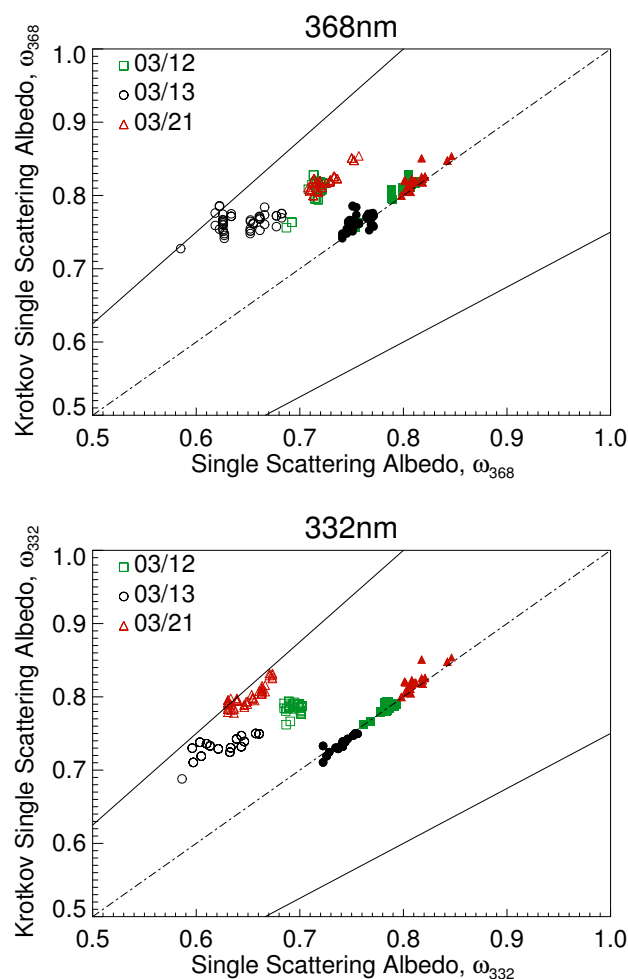 368nm
Krotkov Single Scattering Albedo, ω368
1.0
0.9
0.8
0.7
0.6
0.5
03/12
03/13
03/21
0.5 0.6 0.7 0.8 0.9 1.0
Single Scattering Albedo, ω368
332nm
Krotkov Single Scattering Albedo, ω332
1.0
0.9
0.8
0.7
0.6
0.5
03/12
03/13
03/21
0.5 0.6 0.7 0.8 0.9 1.0
Single Scattering Albedo, ω332